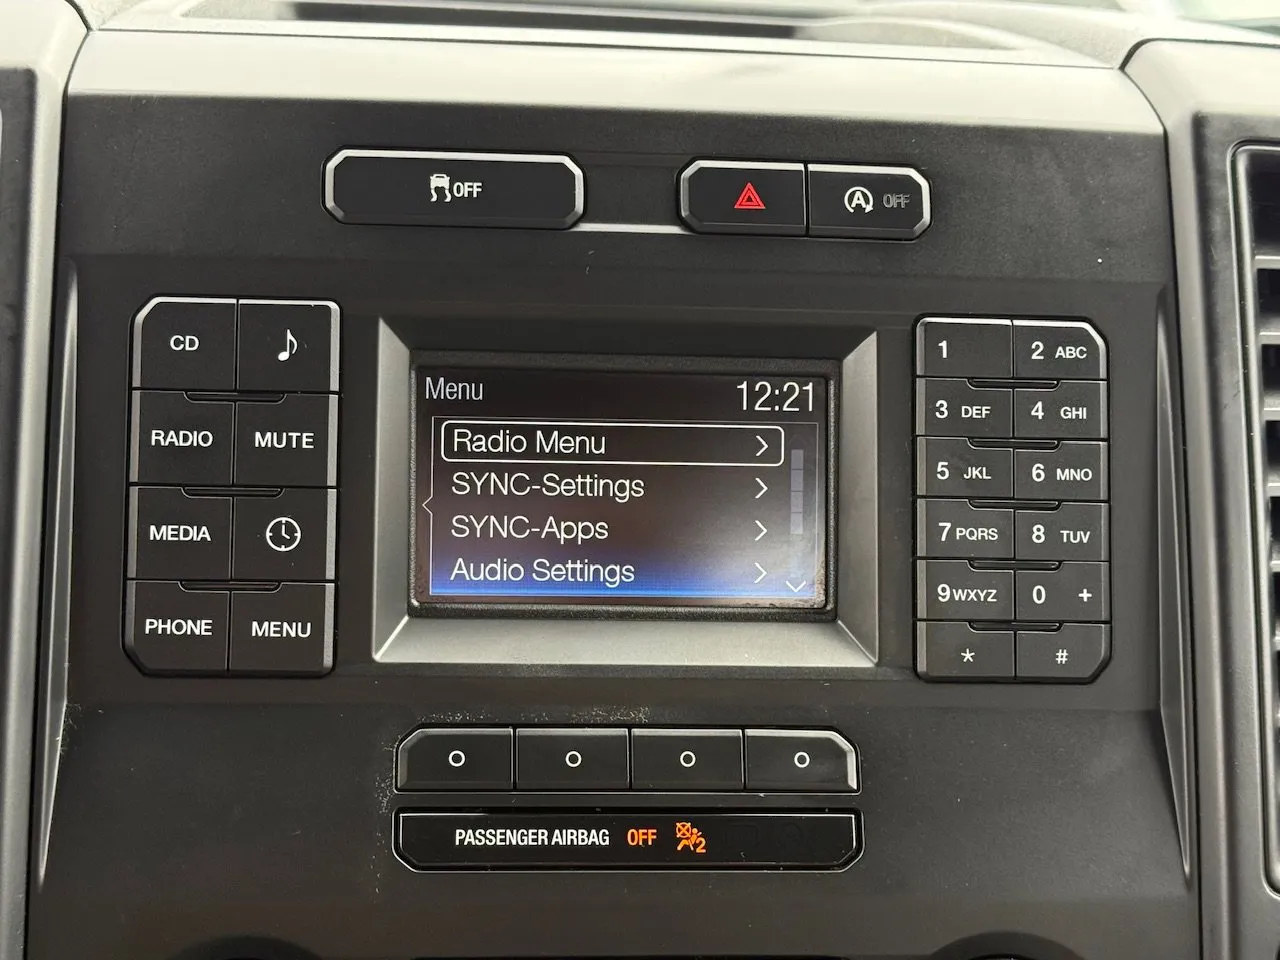 OFF
A OFF
CD
RADIO MUTE
MEDIA
PHONE MENU
Menu 12:21
Radio Menu
SYNC-Settings
SYNC-Apps
Audio Settings
1 2 ABC
3 DEF 4 GHI
5 JKL 6 MNO
7 PQRS 8 TUV
9 WXYZ 0 +
* #
PASSENGER AIRBAG OFF 2